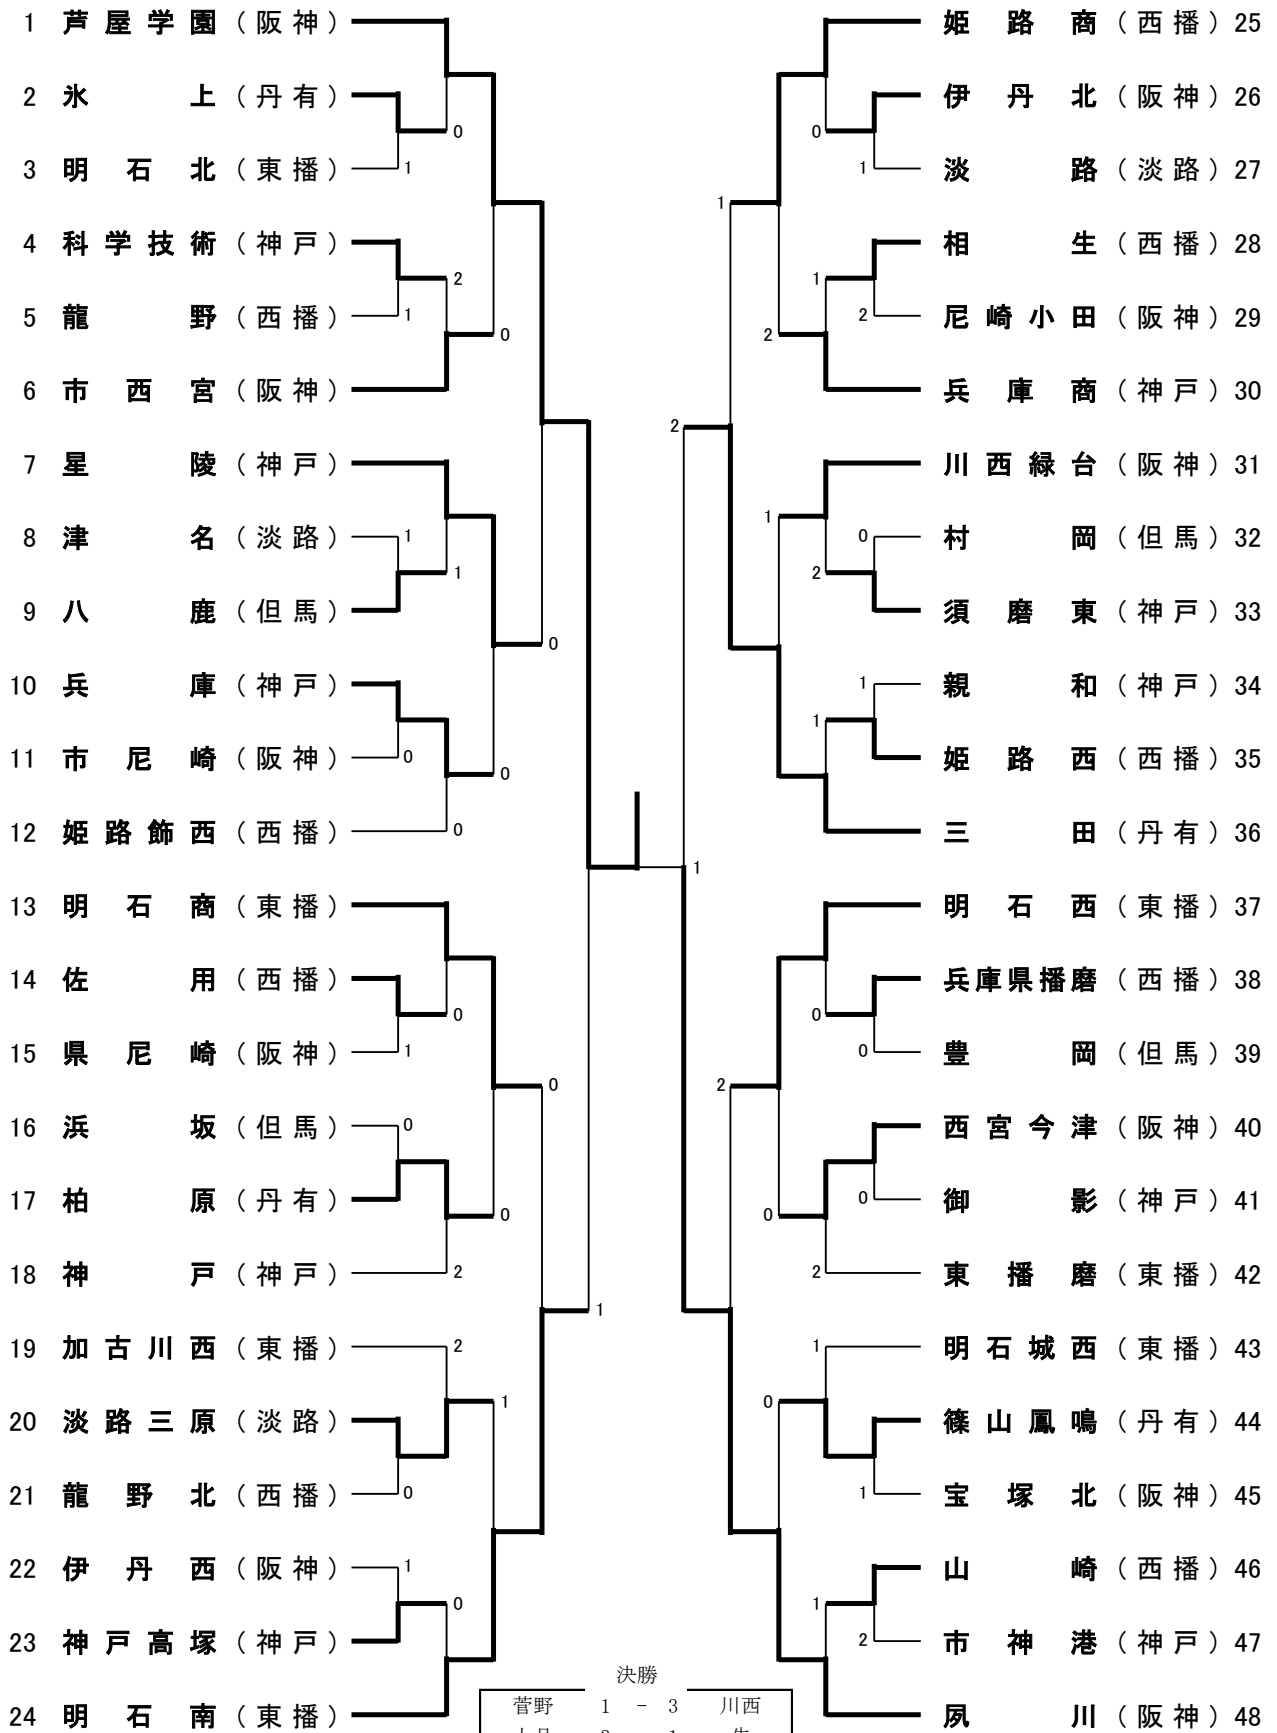 1 芦屋学園 (阪神)
2 氷上 (丹有)
0
3 明石北 (東播)
1
4 科学技術 (神戸)
2
5 龍野 (西播)
1
0
6 市西宮 (阪神)
7 星陵 (神戸)
8 津名 (淡路)
1
1
9 八鹿 (但馬)
0
10 兵庫 (神戸)
11 市尼崎 (阪神)
0
0
12 姫路飾西 (西播)
0
13 明石商 (東播)
14 佐用 (西播)
0
15 県尼崎 (阪神)
1
0
16 浜坂 (但馬)
0
17 柏原 (丹有)
0
18 神戸 (神戸)
2
1
19 加古川西 (東播)
2
1
20 淡路三原 (淡路)
21 龍野北 (西播)
0
22 伊丹西 (阪神)
1
0
23 神戸高塚 (神戸)
24 明石南 (東播)
姫路商 (西播) 25
伊丹北 (阪神) 26
0
1
淡路 (淡路) 27
1
相生 (西播) 28
1
2
尼崎小田 (阪神) 29
2
兵庫商 (神戸) 30
2
川西緑台 (阪神) 31
1
0
村岡 (但馬) 32
2
須磨東 (神戸) 33
1
親和 (神戸) 34
1
姫路西 (西播) 35
三田 (丹有) 36
1
明石西 (東播) 37
兵庫県播磨 (西播) 38
0
0
豊岡 (但馬) 39
2
西宮今津 (阪神) 40
0
御影 (神戸) 41
0
2
東播磨 (東播) 42
1
明石城西 (東播) 43
0
篠山鳳鳴 (丹有) 44
1
宝塚北 (阪神) 45
山崎 (西播) 46
1
2
市神港 (神戸) 47
夙川 (阪神) 48
決勝
菅野 1 - 3 川西